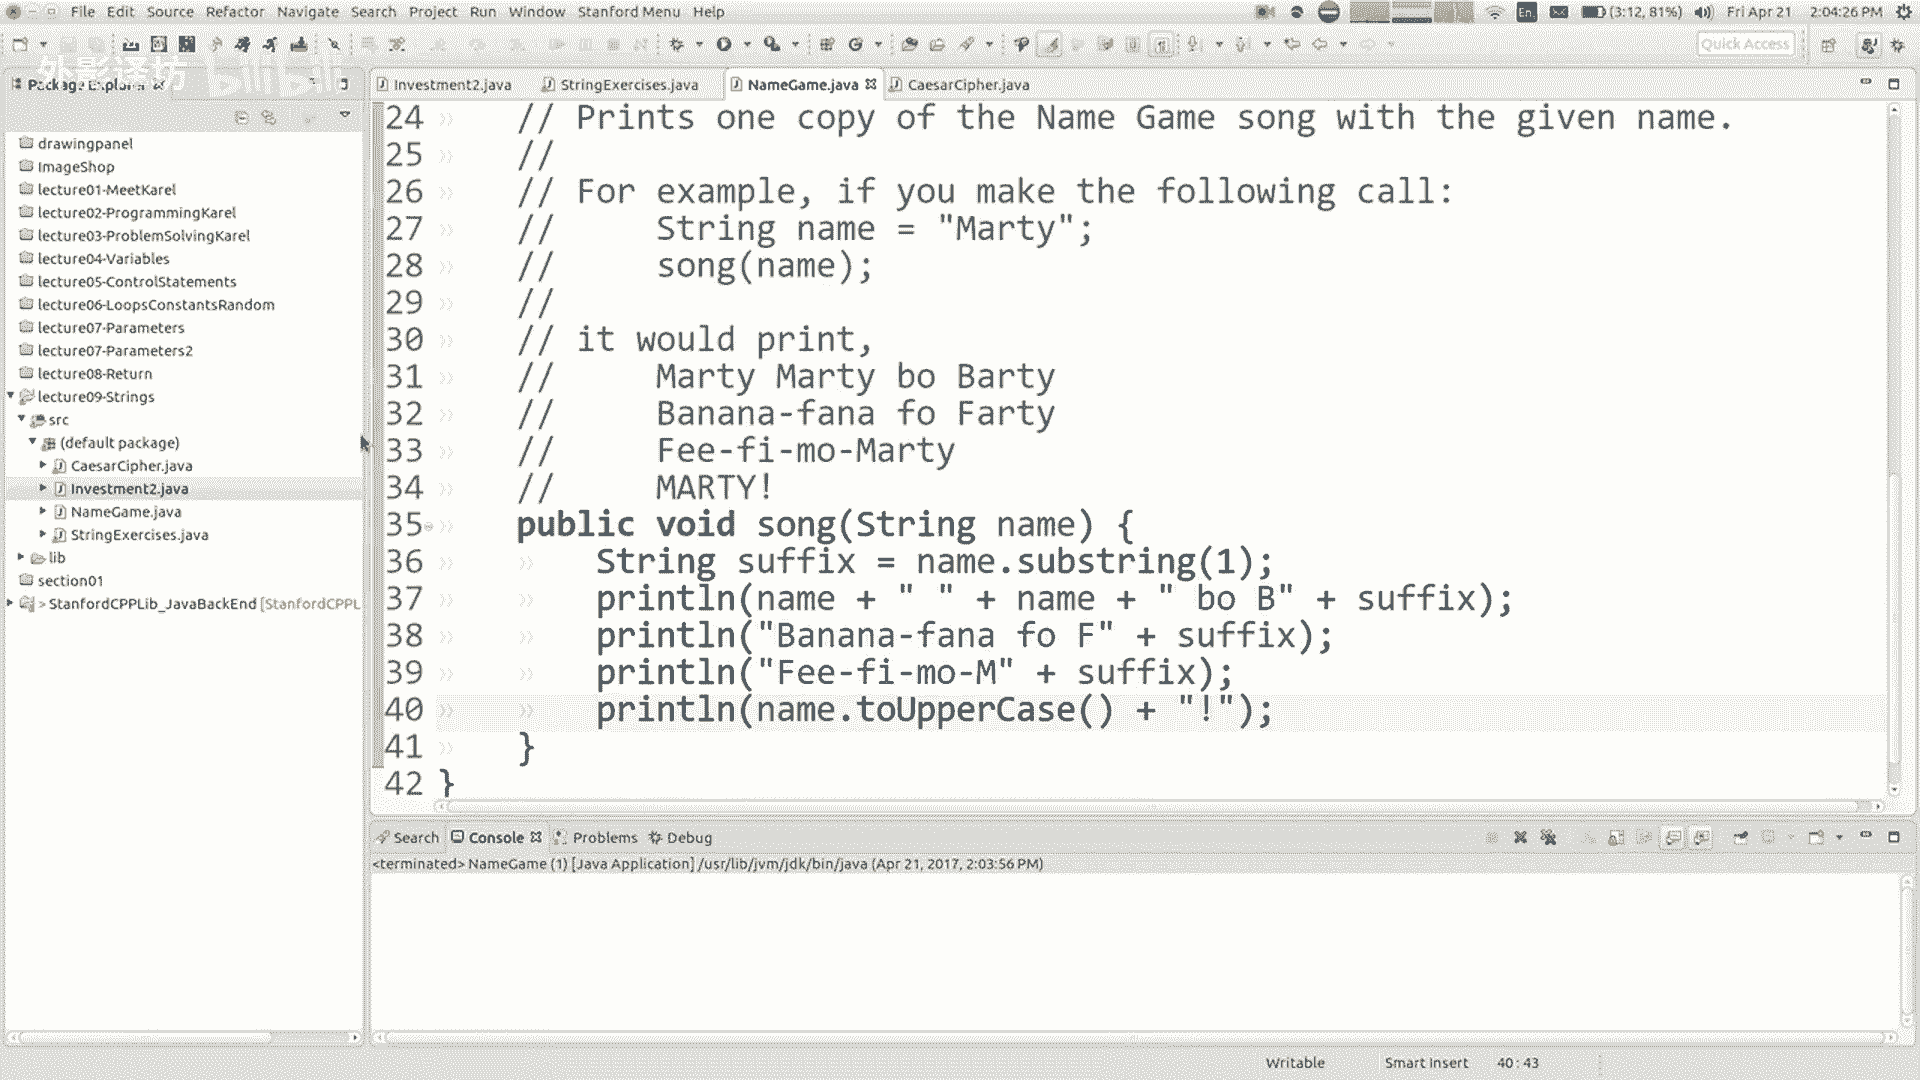 File Edit Source Refactor Navigate Search Project Run Window Stanford Menu Help
En (3:12, 81%) Fri Apr 21 2:04:26 PM
Quick Access
外影译坊 bilibili
Package Explorer
Investment2.java StringExercises.java NameGame.java CaesarCipher.java
drawingpanel
ImageShop
lecture01-MeetKarel
lecture02-ProgrammingKarel
lecture03-ProblemSolvingKarel
lecture04-Variables
lecture05-ControlStatements
lecture06-LoopsConstantsRandom
lecture07-Parameters
lecture07-Parameters2
lecture08-Return
lecture09-Strings
src
(default package)
CaesarCipher.java
Investment2.java
NameGame.java
StringExercises.java
lib
section01
> StanfordCPPLib_JavaBackEnd [StanfordCPPL
24 // Prints one copy of the Name Game song with the given name.
25 //
26 // For example, if you make the following call:
27 // String name = "Marty";
28 // song(name);
29 //
30 // it would print,
31 // Marty Marty bo Barty
32 // Banana-fana fo Farty
33 // Fee-fi-mo-Marty
34 // MARTY!
35 public void song(String name) {
36 String suffix = name.substring(1);
37 println(name + " " + name + " bo B" + suffix);
38 println("Banana-fana fo F" + suffix);
39 println("Fee-fi-mo-M" + suffix);
40 println(name.toUpperCase() + "!");
41 }
42 }
Search Console Problems Debug
<terminated> NameGame (1) [Java Application] /usr/lib/jvm/jdk/bin/java (Apr 21, 2017, 2:03:56 PM)
Writable Smart Insert 40 : 43